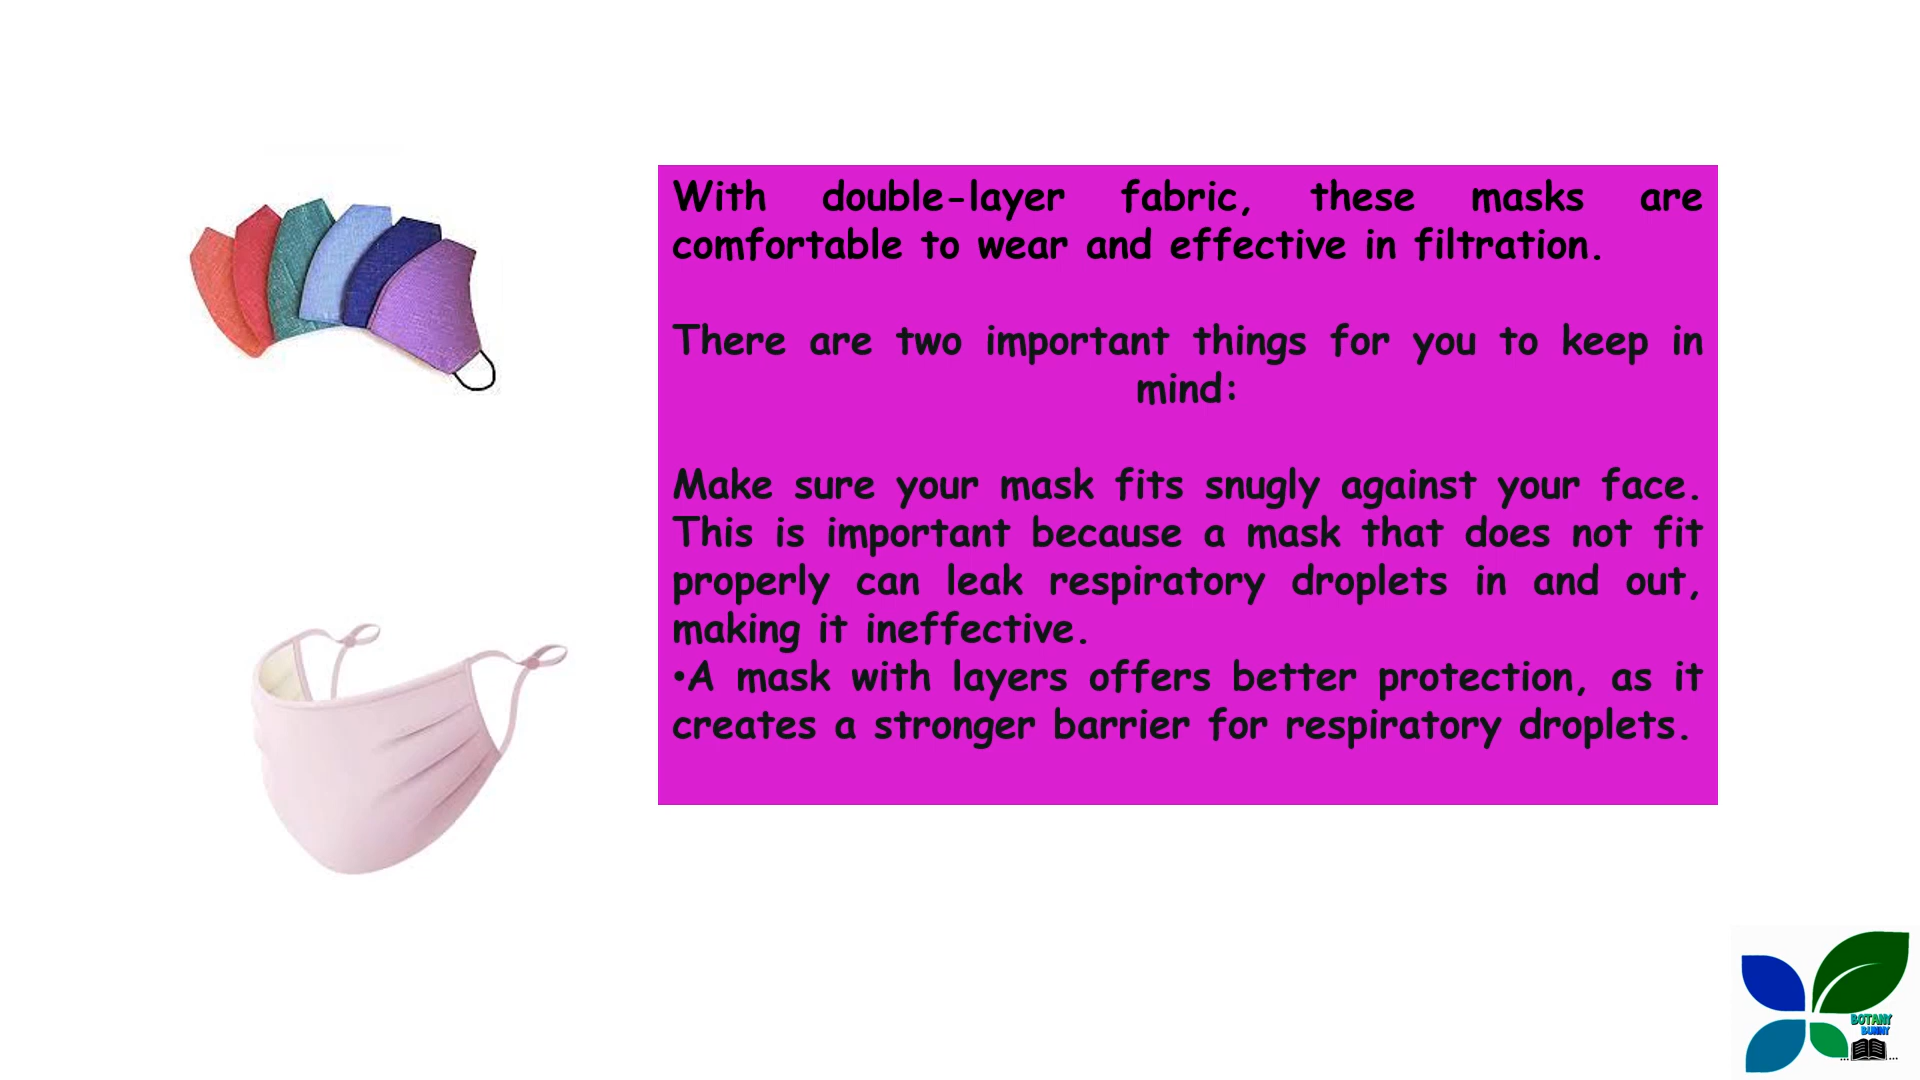 With double-layer fabric, these masks are
comfortable to wear and effective in filtration.
There are two important things for you to keep in
mind:
Make sure your mask fits snugly against your face.
This is important because a mask that does not fit
properly can leak respiratory droplets in and out,
making it ineffective.
•A mask with layers offers better protection, as it
creates a stronger barrier for respiratory droplets.
BOTANY
BUNNY